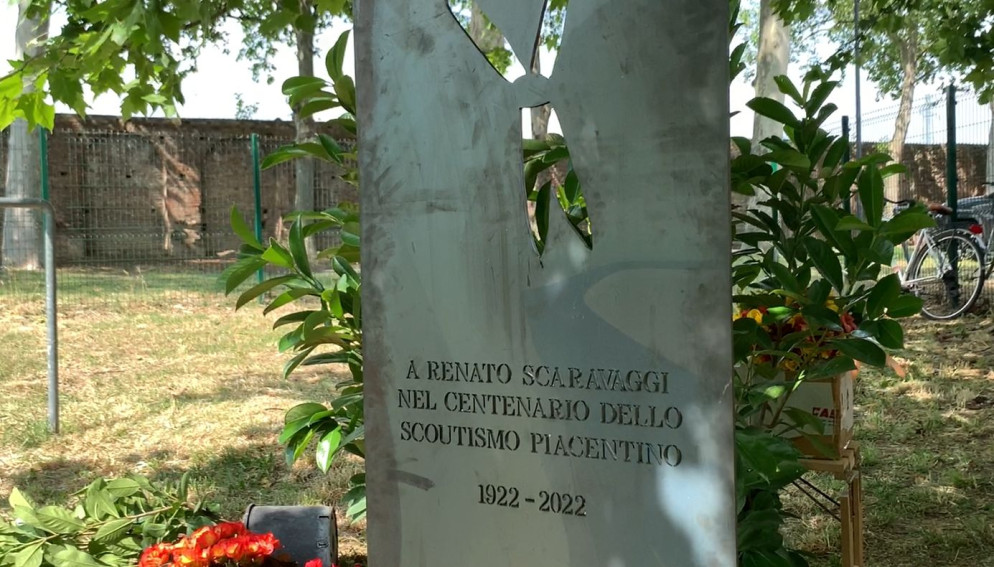 A RENATO SCARAVAGGI
NEL CENTENARIO DELLO
SCOUTISMO PIACENTINO
1922-2022